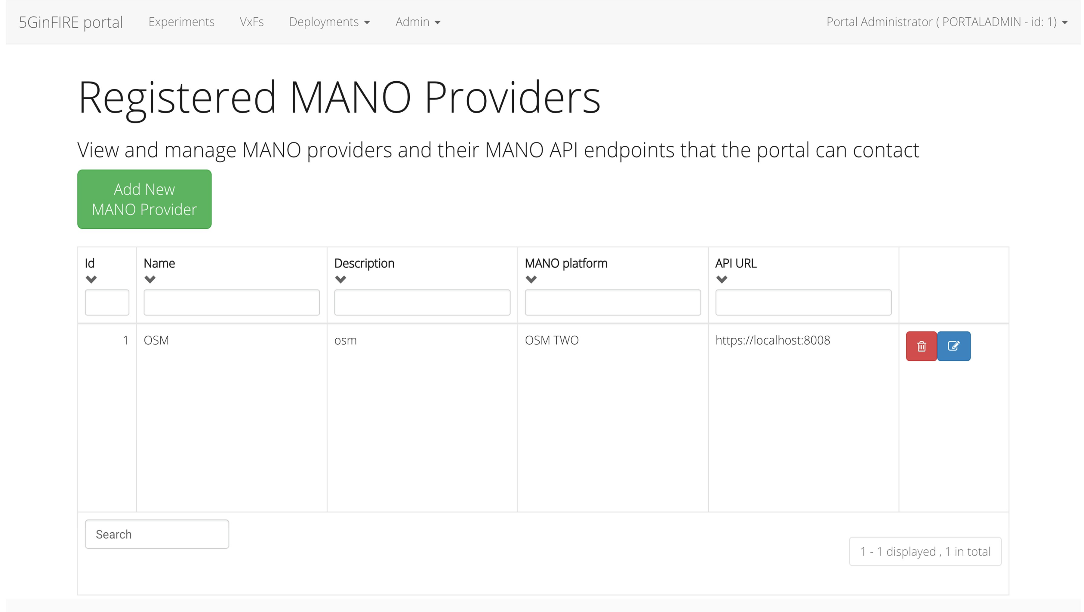 5GinFIRE portal Experiments VxFs Deployments Admin Portal Administrator ( PORTALADMIN - id: 1)
Registered MANO Providers
View and manage MANO providers and their MANO API endpoints that the portal can contact
Add New
MANO Provider
Id Name Description MANO platform API URL
1 OSM osm OSM TWO https://localhost:8008
Search
1 - 1 displayed , 1 in total